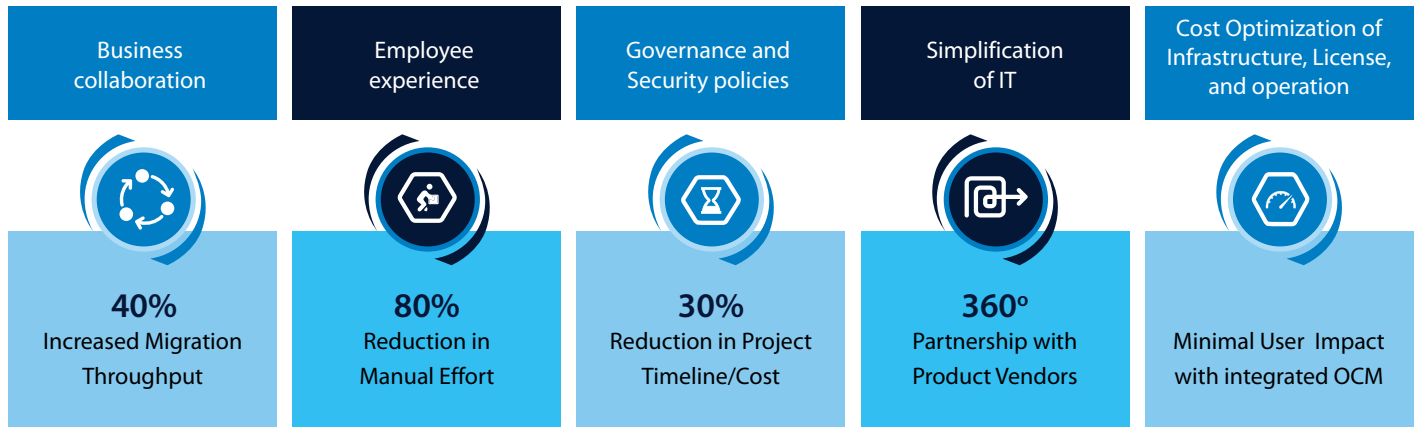 Business
collaboration
Employee
experience
Governance and
Security policies
Simplification
of IT
Cost Optimization of
Infrastructure, License,
and operation
40%
Increased Migration
Throughput
80%
Reduction in
Manual Effort
30%
Reduction in Project
Timeline/Cost
360º
Partnership with
Product Vendors
Minimal User Impact
with integrated OCM